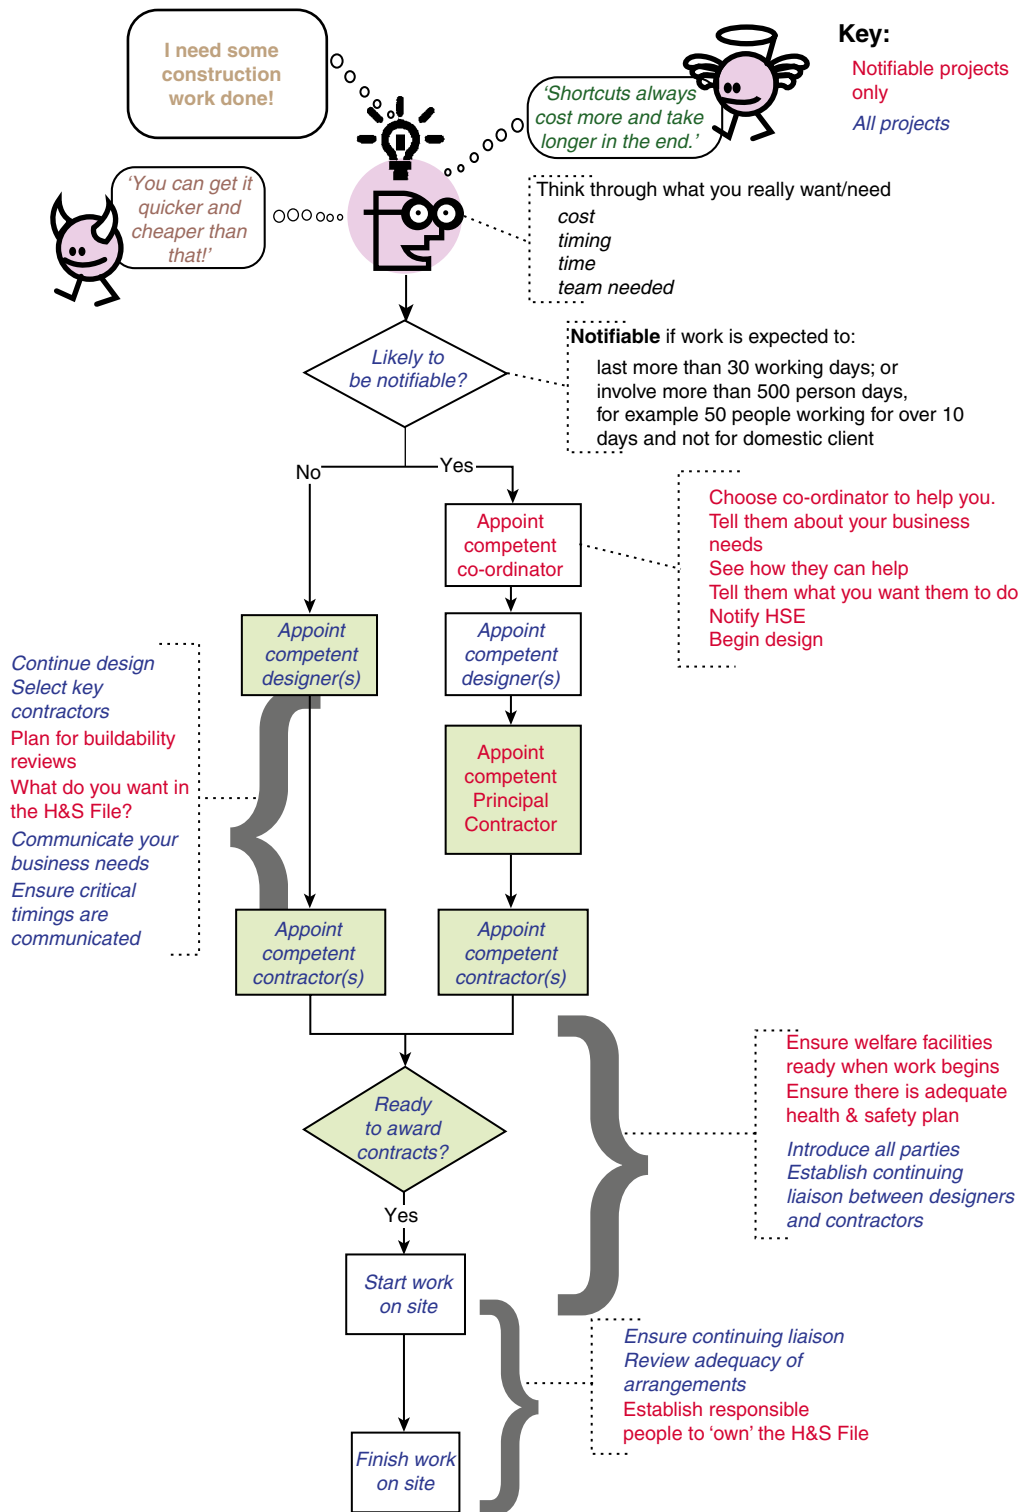 I need some
construction
work done!
Key:
Notifiable projects
only
All projects
'Shortcuts always
cost more and take
longer in the end.'
'You can get it
quicker and
cheaper than
that!'
Think through what you really want/need
cost
timing
time
team needed
Likely to
be notifiable?
Notifiable if work is expected to:
last more than 30 working days; or
involve more than 500 person days,
for example 50 people working for over 10
days and not for domestic client
No
Yes
Appoint
competent
co-ordinator
Choose co-ordinator to help you.
Tell them about your business
needs
See how they can help
Tell them what you want them to do
Notify HSE
Begin design
Appoint
competent
designer(s)
Appoint
competent
designer(s)
Continue design
Select key
contractors
Plan for buildability
reviews
What do you want in
the H&S File?
Communicate your
business needs
Ensure critical
timings are
communicated
Appoint
competent
Principal
Contractor
Appoint
competent
contractor(s)
Appoint
competent
contractor(s)
Ready
to award
contracts?
Ensure welfare facilities
ready when work begins
Ensure there is adequate
health & safety plan
Introduce all parties
Establish continuing
liaison between designers
and contractors
Yes
Start work
on site
Ensure continuing liaison
Review adequacy of
arrangements
Establish responsible
people to 'own' the H&S File
Finish work
on site